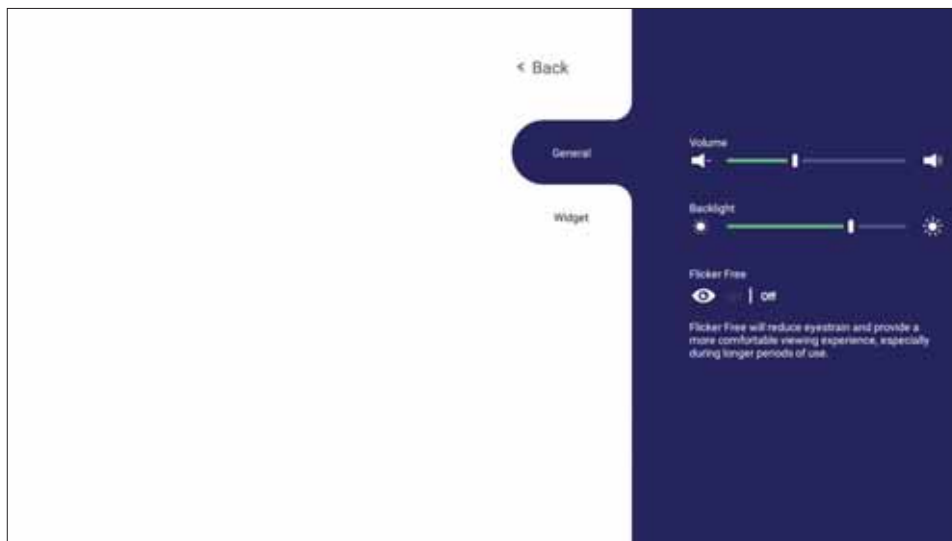 < Back
General
Widget
Volume
Backlight
Flicker Free
Off
Flicker Free will reduce eyestrain and provide a
more comfortable viewing experience, especially
during longer periods of use.